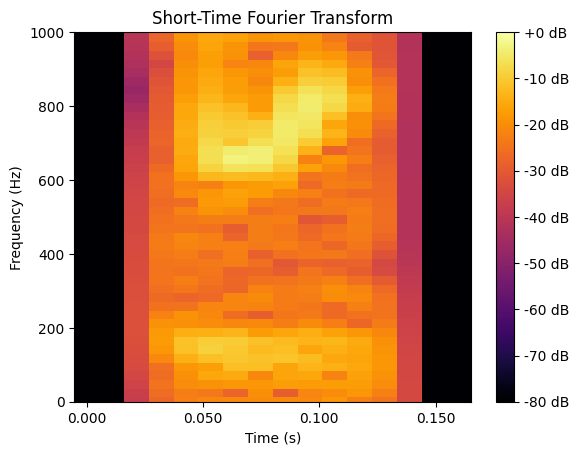 Short-Time Fourier Transform
1000
800
600
400
200
0
Frequency (Hz)
0.000
0.050
0.100
0.150
Time (s)
+0 dB
-10 dB
-20 dB
-30 dB
-40 dB
-50 dB
-60 dB
-70 dB
-80 dB